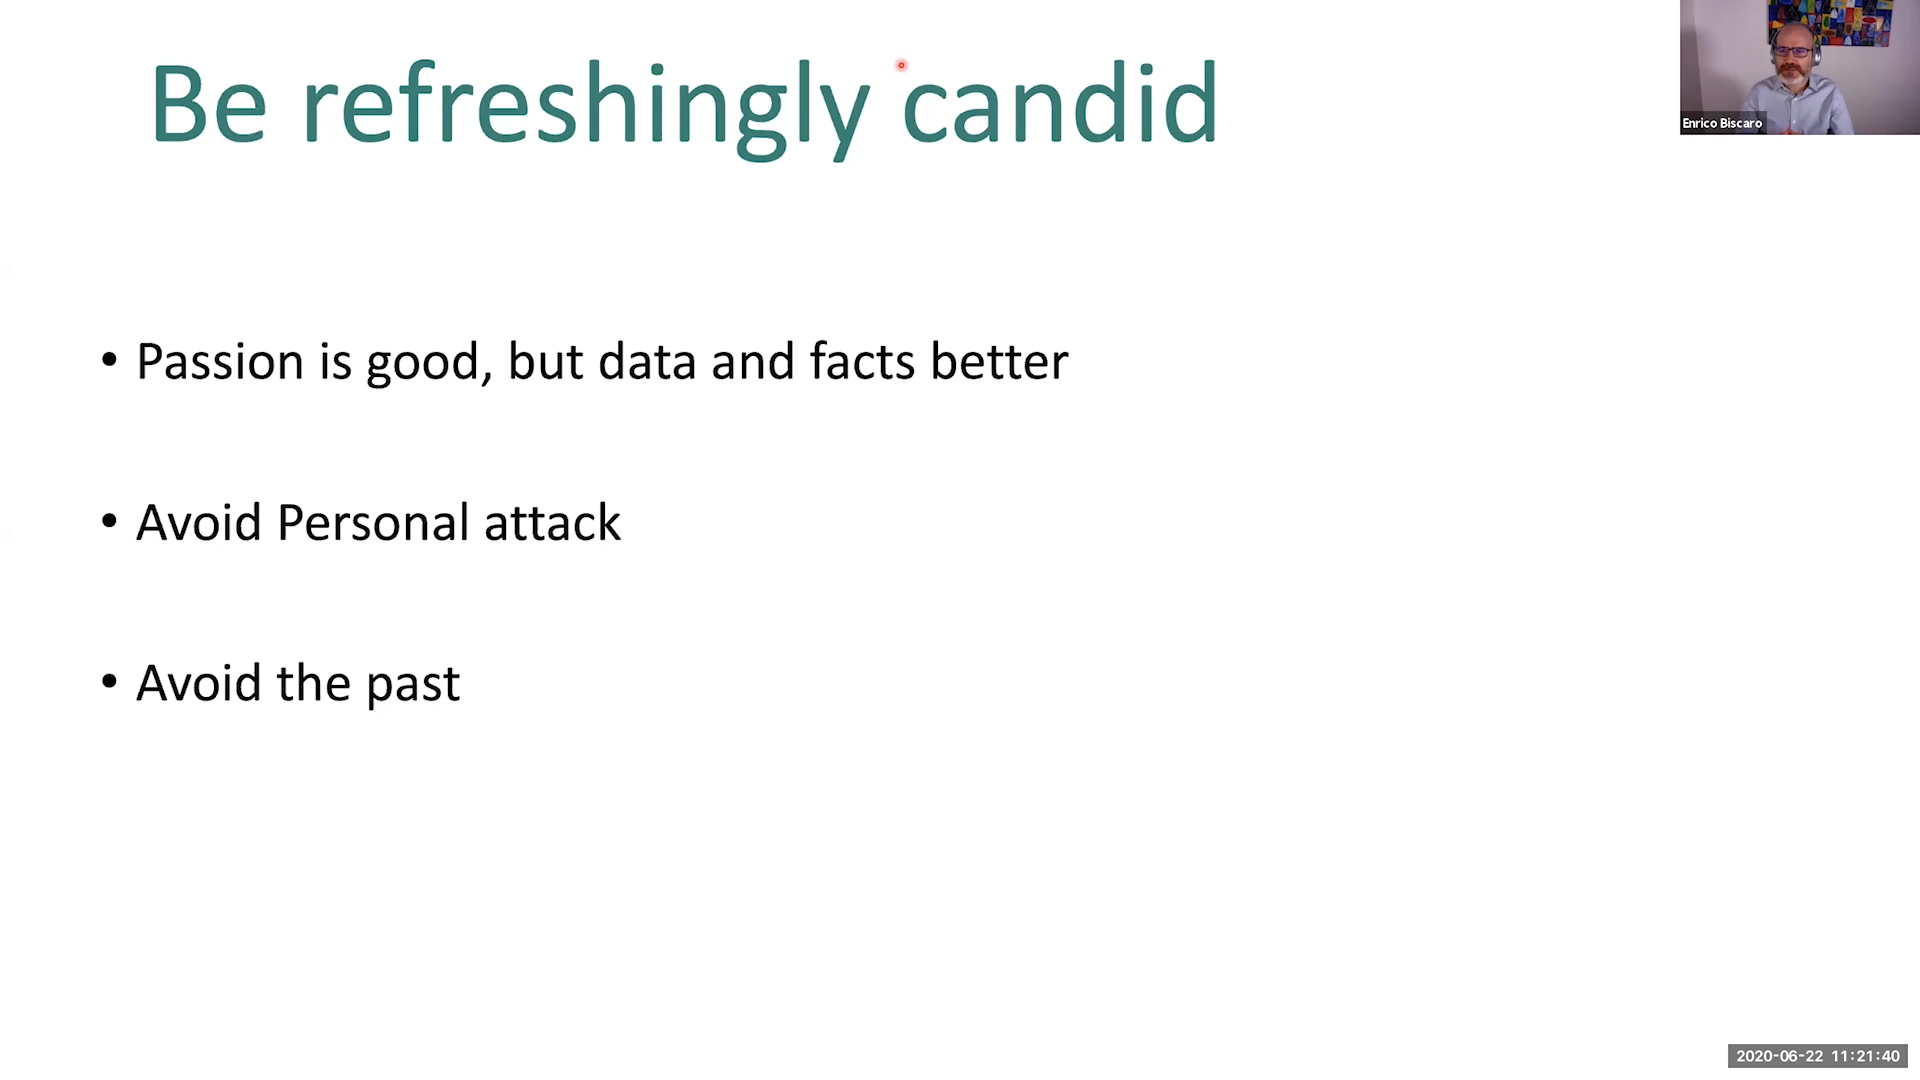 Be refreshingly candid
Enrico Biscaro
• Passion is good, but data and facts better
• Avoid Personal attack
• Avoid the past
2020-06-22 11:21:40